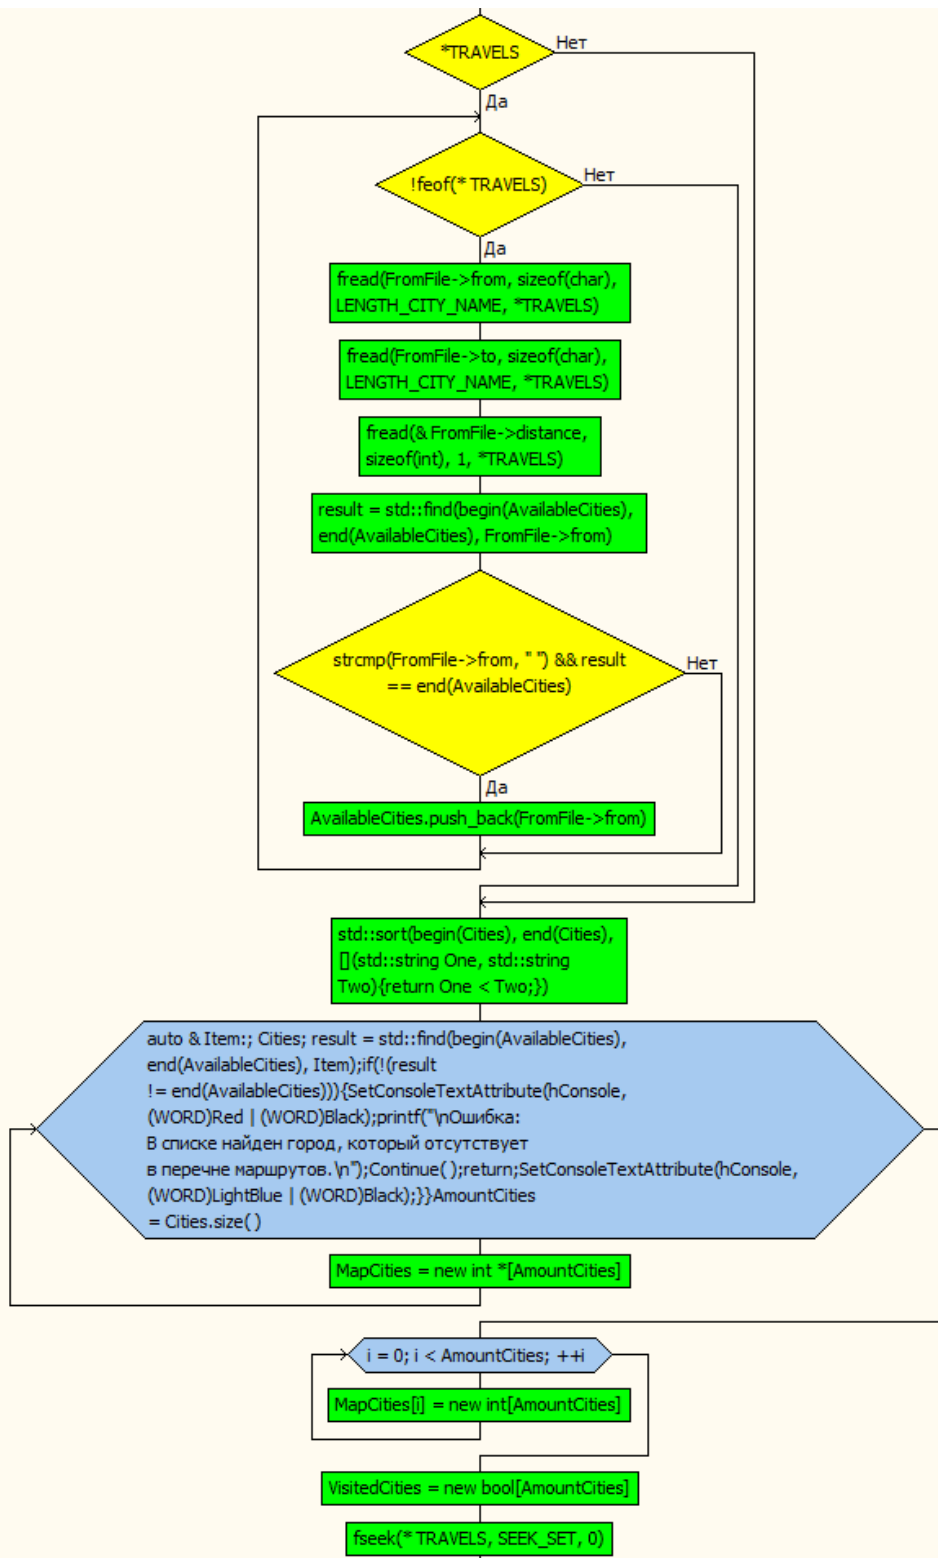 *TRAVELS
Нет
Да
!feof(* TRAVELS)
Нет
Да
fread(FromFile->from, sizeof(char),
LENGTH_CITY_NAME, *TRAVELS)
fread(FromFile->to, sizeof(char),
LENGTH_CITY_NAME, *TRAVELS)
fread(& FromFile->distance,
sizeof(int), 1, *TRAVELS)
result = std::find(begin(AvailableCities),
end(AvailableCities), FromFile->from)
strcmp(FromFile->from, " ") && result
== end(AvailableCities)
Нет
Да
AvailableCities.push_back(FromFile->from)
std::sort(begin(Cities), end(Cities),
[](std::string One, std::string
Two){return One < Two;})
auto & Item:; Cities; result = std::find(begin(AvailableCities),
end(AvailableCities), Item);if(!(result
!= end(AvailableCities))){SetConsoleTextAttribute(hConsole,
(WORD)Red | (WORD)Black);printf("\nОшибка:
В списке найден город, который отсутствует
в перечне маршрутов.\n");Continue( );return;SetConsoleTextAttribute(hConsole,
(WORD)LightBlue | (WORD)Black);}}AmountCities
= Cities.size( )
MapCities = new int *[AmountCities]
i = 0; i < AmountCities; ++i
MapCities[i] = new int[AmountCities]
VisitedCities = new bool[AmountCities]
fseek(* TRAVELS, SEEK_SET, 0)